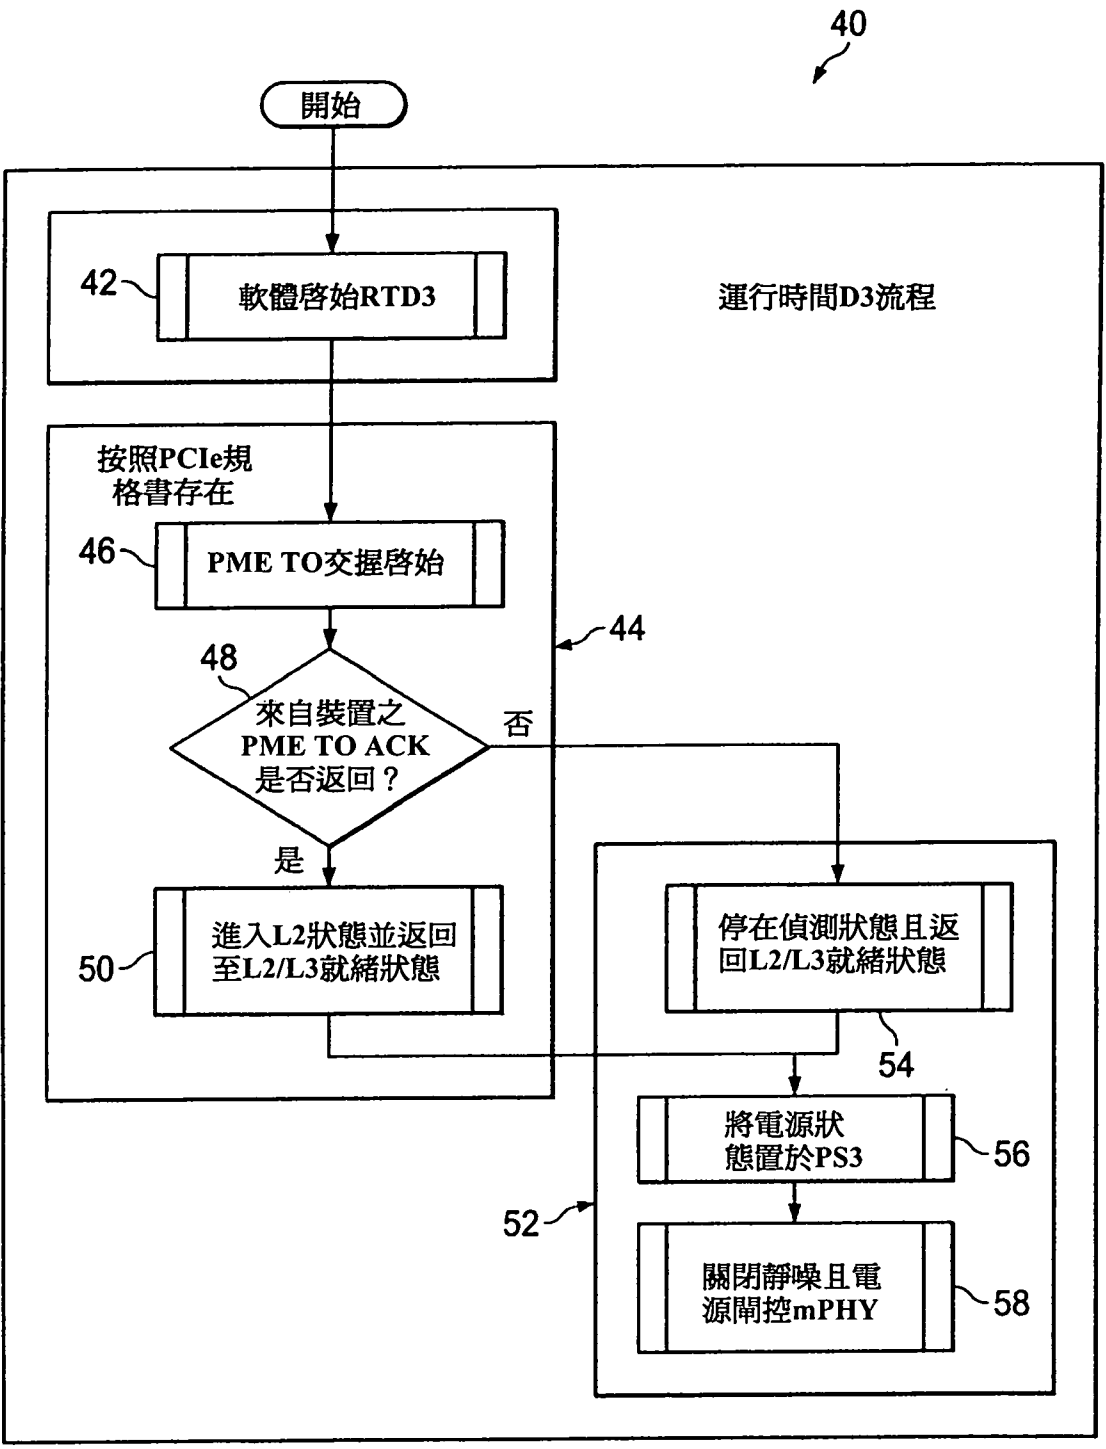 40
開始
42
軟體啓始RTD3
運行時間D3流程
按照PCIe規
格書存在
46
PME TO交握啓始
44
48
來自裝置之
PME TO ACK
是否返回？
否
是
50
進入L2狀態並返回
至L2/L3就緒狀態
停在偵測狀態且返
回L2/L3就緒狀態
54
將電源狀
態置於PS3
56
52
關閉靜噪且電
源閘控mPHY
58